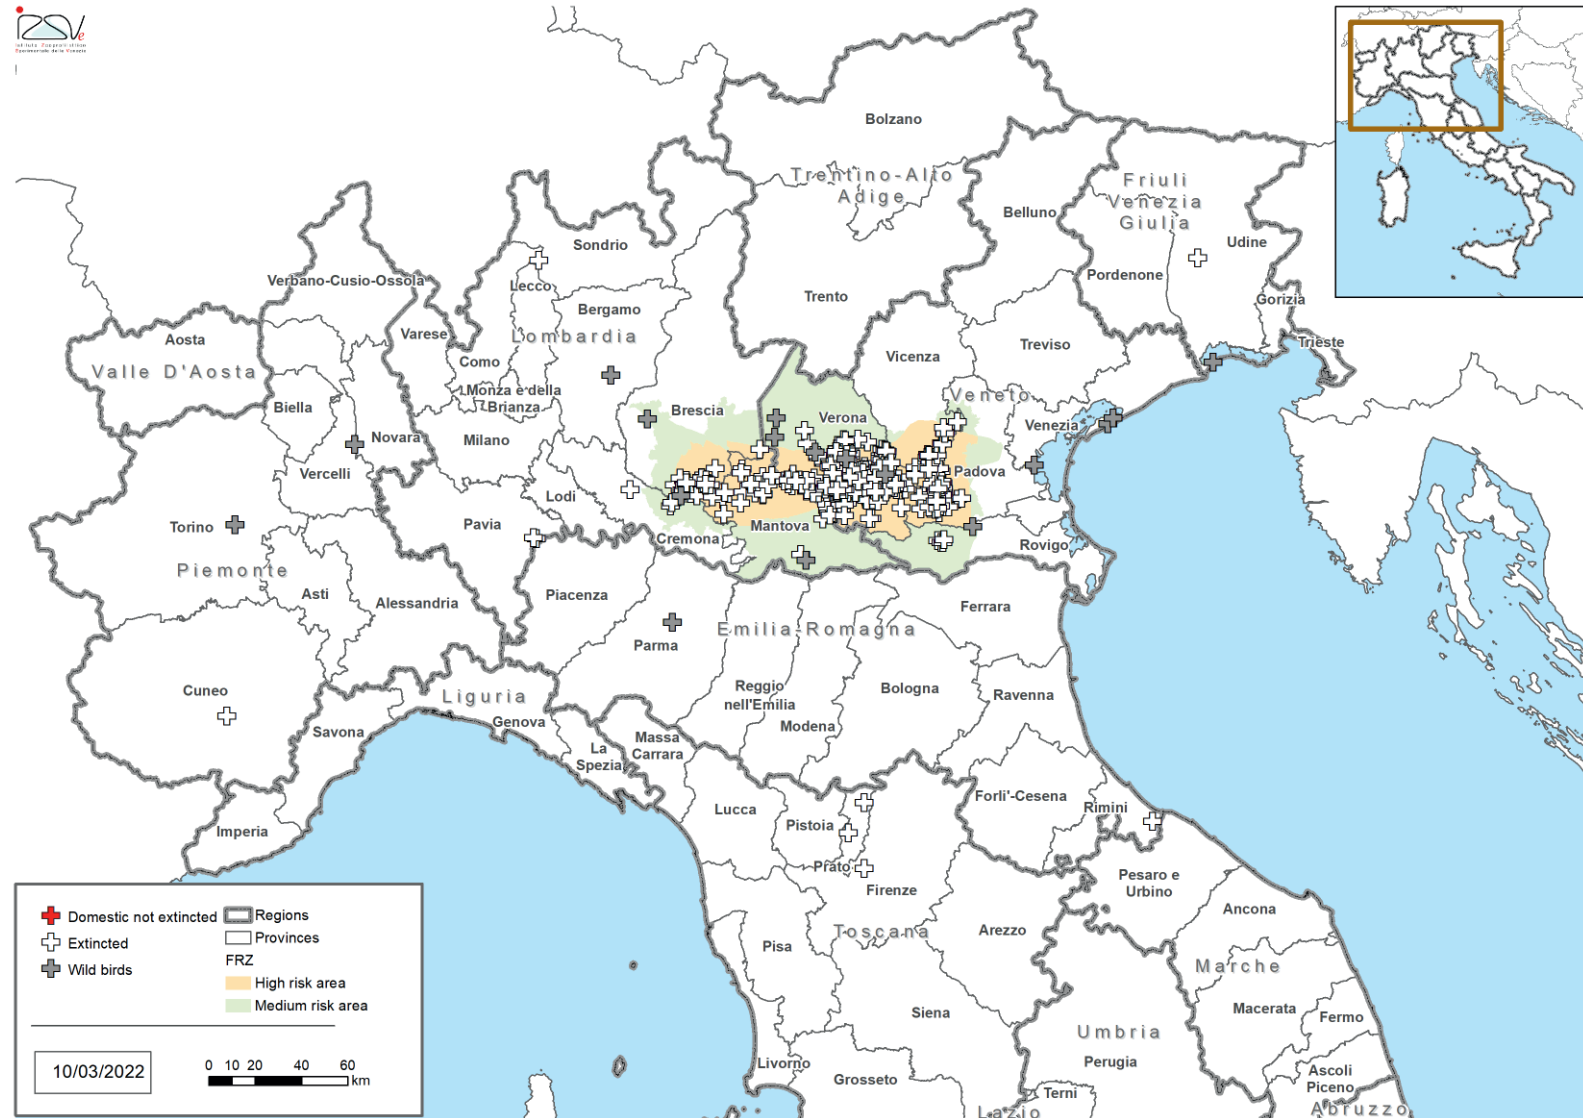 IZSVe
Istituto Zooprofilattico
Sperimentale delle Venezie
Bolzano
Trentino-Alto
Adige
Friuli
Venezia
Giulia
Belluno
Udine
Sondrio
Pordenone
Verbano-Cusio-Ossola
Lecco
Trento
Gorizia
Bergamo
Lombardia
Varese
Aosta
Valle D'Aosta
Como
Vicenza
Treviso
Trieste
Monza e della
Brianza
Veneto
Biella
Brescia
Verona
Venezia
Novara
Milano
Vercelli
Padova
Lodi
Torino
Pavia
Mantova
Cremona
Rovigo
Piemonte
Asti
Alessandria
Piacenza
Ferrara
Emilia-Romagna
Parma
Cuneo
Liguria
Reggio
nell'Emilia
Bologna
Ravenna
Genova
Modena
Savona
Massa
Carrara
La
Spezia
Forli'-Cesena
Rimini
Lucca
Pistoia
Imperia
Prato
Firenze
Pesaro e
Urbino
Ancona
Toscana
Arezzo
Pisa
Marche
Macerata
Fermo
Siena
Umbria
Perugia
Livorno
Grosseto
Ascoli
Piceno
Terni
Lazio
Abruzzo
Domestic not extincted
Extincted
Wild birds
Regions
Provinces
FRZ
High risk area
Medium risk area
10/03/2022
0 10 20 40 60
km